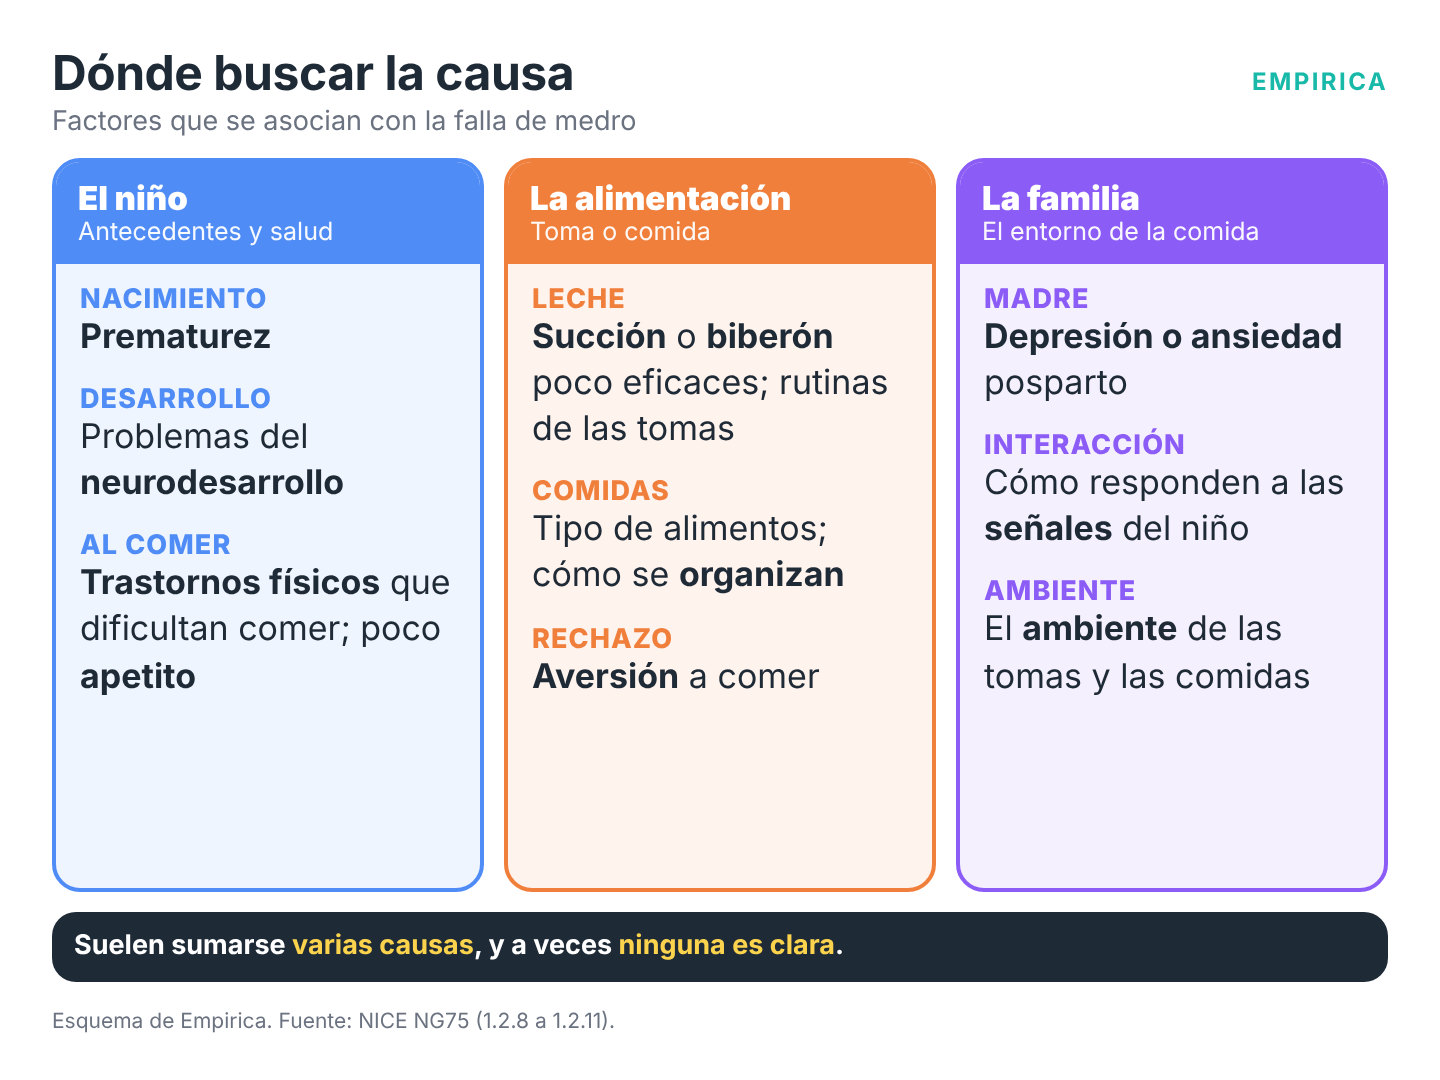 Dónde buscar la causa
EMPIRICA
Factores que se asocian con la falla de medro
El niño
Antecedentes y salud
NACIMIENTO
Prematurez
DESARROLLO
Problemas del
neurodesarrollo
AL COMER
Trastornos físicos que
dificultan comer; poco
apetito
La alimentación
Toma o comida
LECHE
Succión o biberón
poco eficaces; rutinas
de las tomas
COMIDAS
Tipo de alimentos;
cómo se organizan
RECHAZO
Aversión a comer
La familia
El entorno de la comida
MADRE
Depresión o ansiedad
posparto
INTERACCIÓN
Cómo responden a las
señales del niño
AMBIENTE
El ambiente de las
tomas y las comidas
Suelen sumarse varias causas, y a veces ninguna es clara.
Esquema de Empirica. Fuente: NICE NG75 (1.2.8 a 1.2.11).